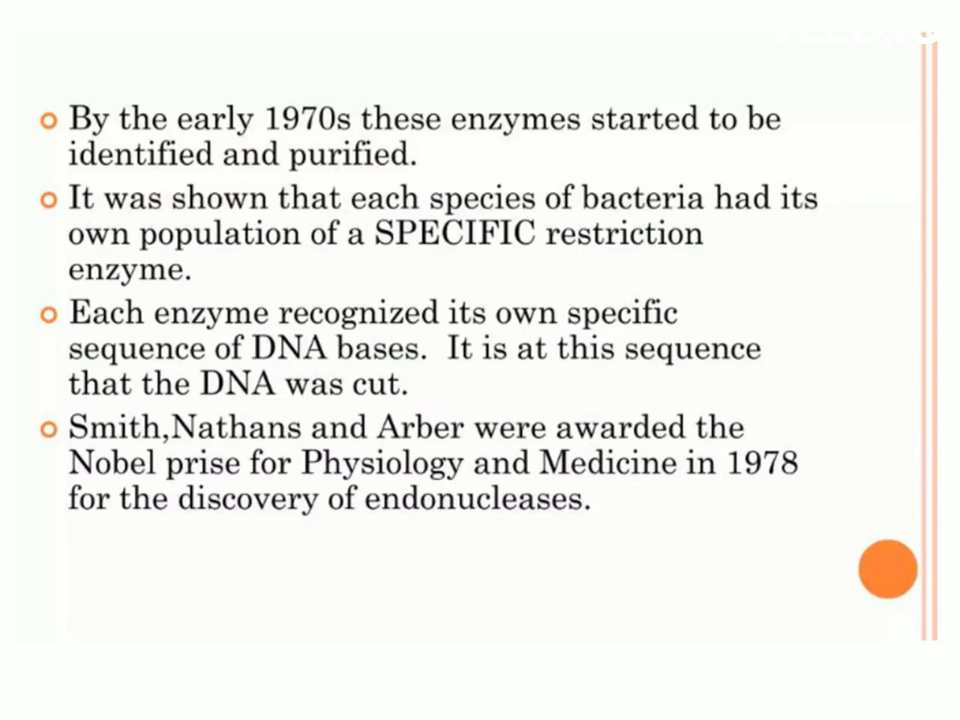 By the early 1970s these enzymes started to be
identified and purified.
It was shown that each species of bacteria had its
own population of a SPECIFIC restriction
enzyme.
Each enzyme recognized its own specific
sequence of DNA bases.  It is at this sequence
that the DNA was cut.
Smith,Nathans and Arber were awarded the
Nobel prise for Physiology and Medicine in 1978
for the discovery of endonucleases.